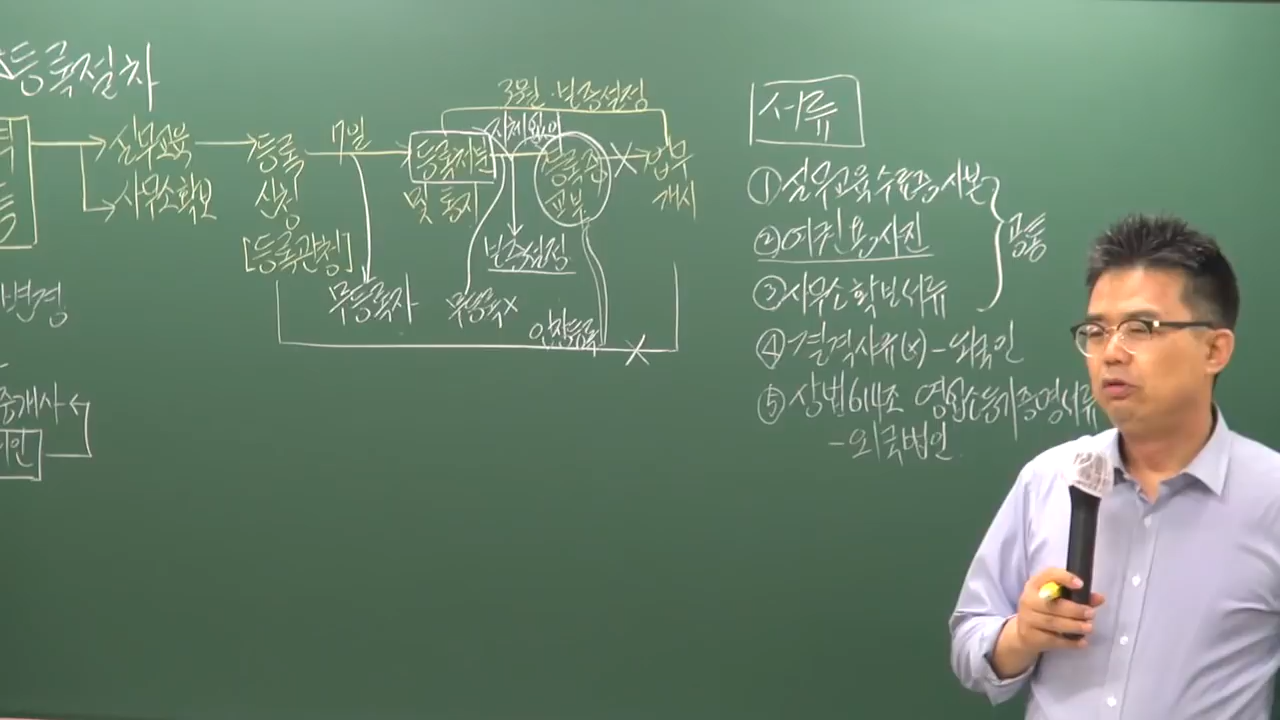 등록절차
실무교육
사무소확보
등록
신청
[등록관청]
7일
무등록자
등록처분
및 통지
3월·보증설정
지체없이
등록증
교부
업무
개시
보증설정
무등록X
인장등록
변경
중개사
서류
①실무교육수료증사본
②여권용사진
③사무소확보서류
공통
④결격사유(x)-외국인
⑤상법614조 영업소등기증명서류
-외국법인